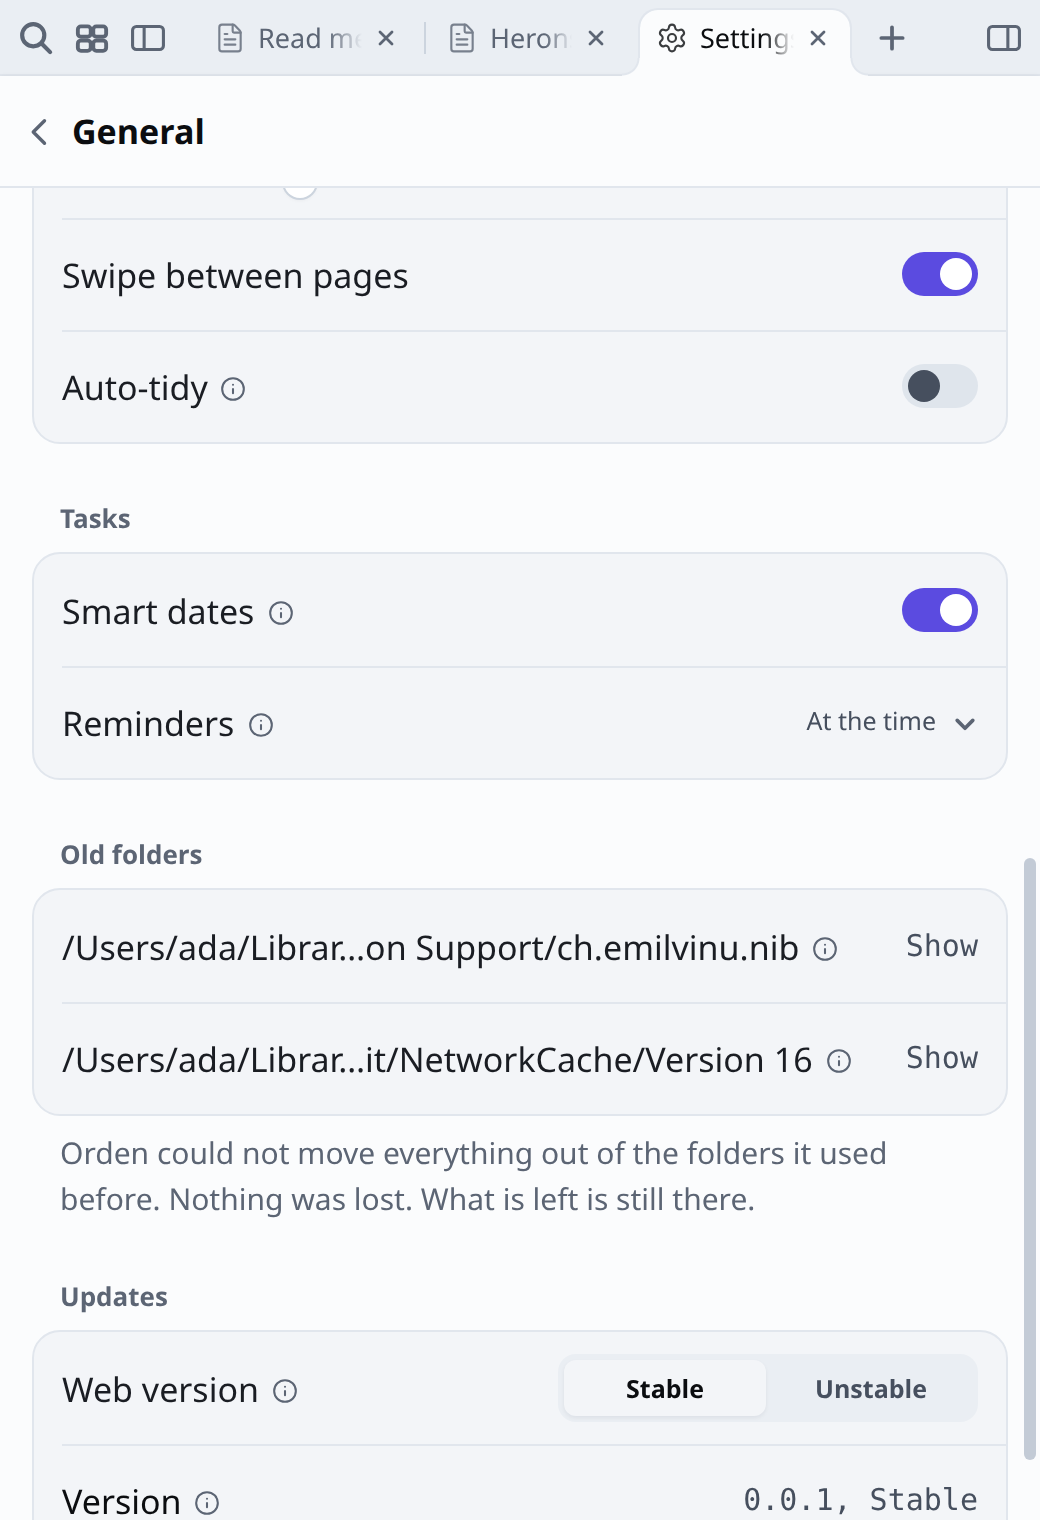 Read me
Heron
Settings
General
Swipe between pages
Auto-tidy
Tasks
Smart dates
Reminders
At the time
Old folders
/Users/ada/Librar...on Support/ch.emilvinu.nib
Show
/Users/ada/Librar...it/NetworkCache/Version 16
Show
Orden could not move everything out of the folders it used
before. Nothing was lost. What is left is still there.
Updates
Web version
Stable
Unstable
Version
0.0.1, Stable